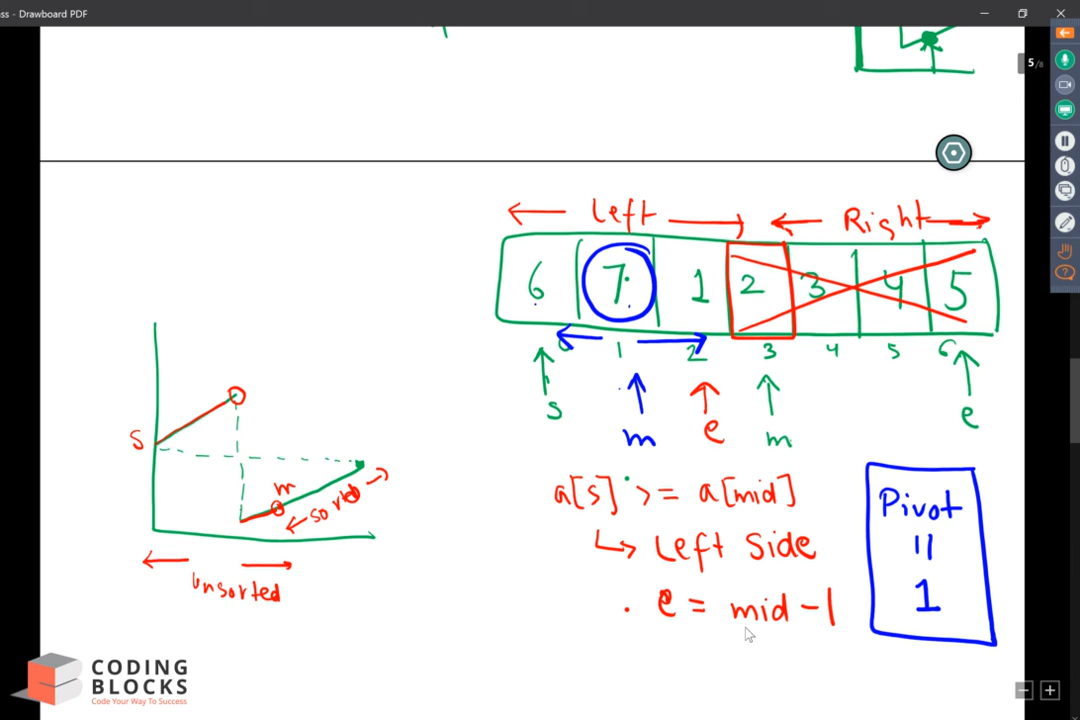 ss - Drawboard PDF
5/8
Left Right
6 7 1 2 3 4 5
0 1 2 3 4 5 6
s m e m e
a[s] >= a[mid]
Left Side
e = mid -1
Pivot
=
1
S
m
sorted
Unsorted
CODING
BLOCKS
Code Your Way To Success